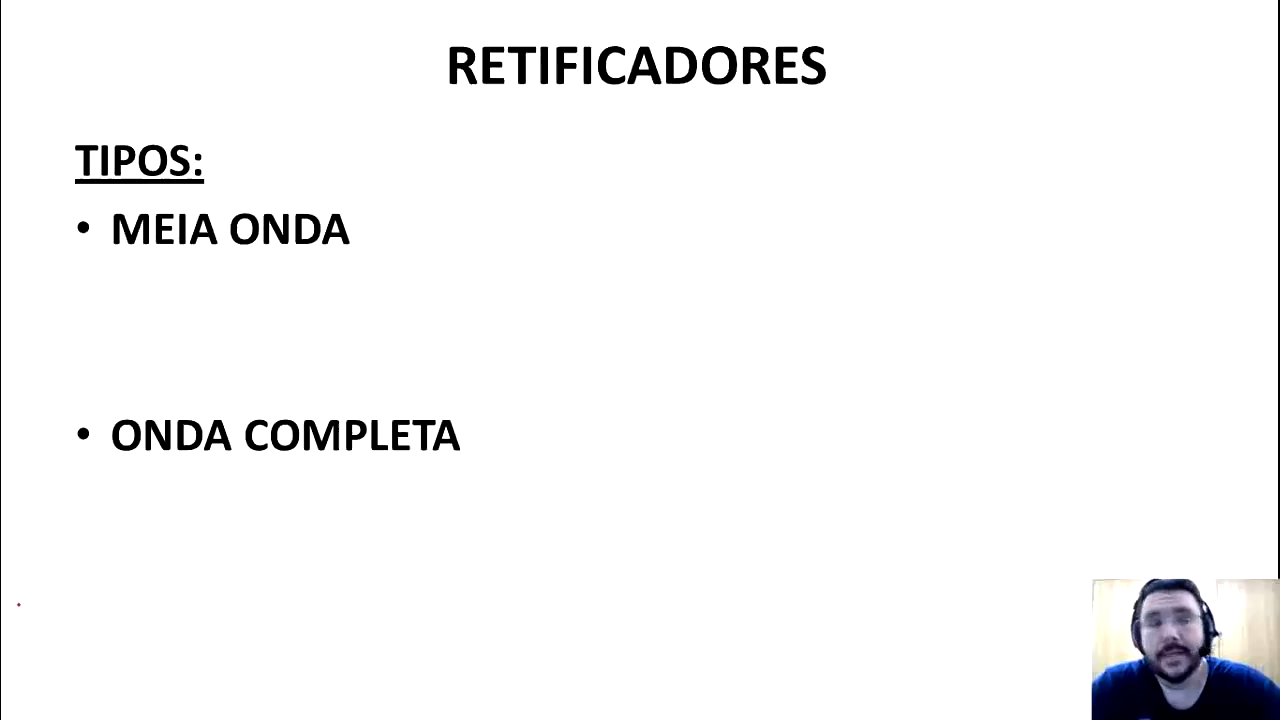 RETIFICADORES
TIPOS:
• MEIA ONDA
• ONDA COMPLETA